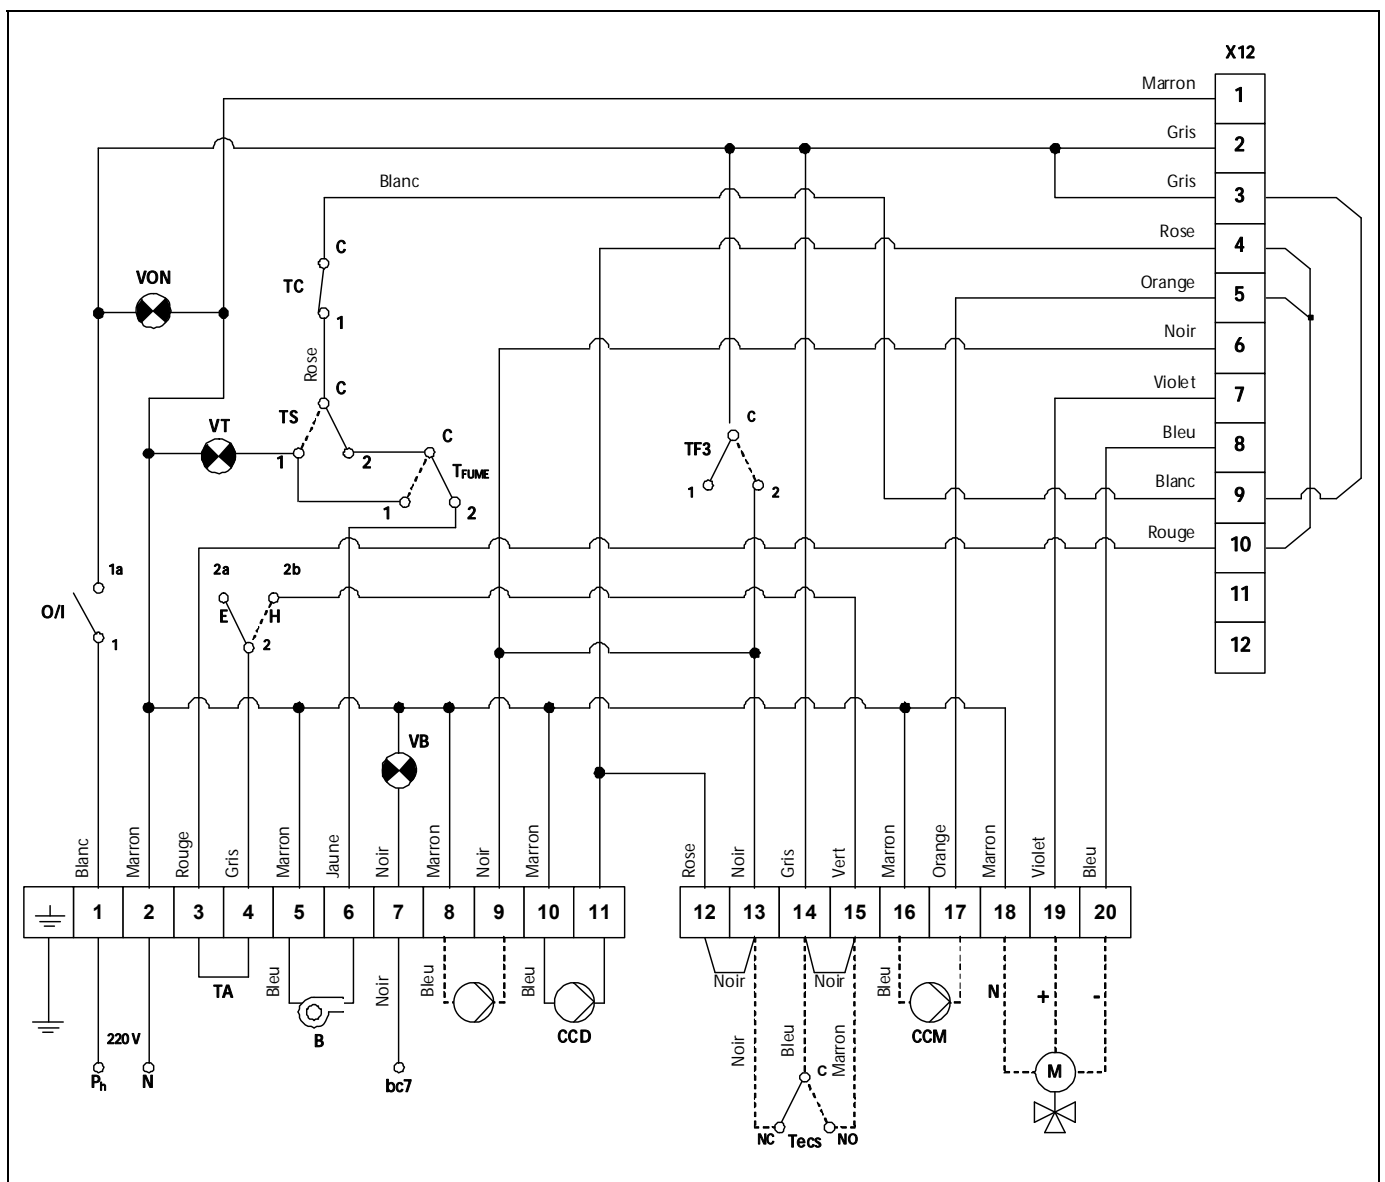 X12
Marron 1
Gris 2
Gris 3
Blanc
Rose 4
Orange 5
Noir 6
Violet 7
Bleu 8
Blanc 9
Rouge 10
11
12
VON
C
TC
1
Rose
C
TS
VT
1
2
C
TFUME
1
2
C
TF3
1
2
1a
O/I
1
2a
2b
E
H
2
VB
Blanc
Marron
Rouge
Gris
Marron
Jaune
Noir
Marron
Noir
Marron
Rose
Noir
Gris
Vert
Marron
Orange
Marron
Violet
Bleu
1 2 3 4 5 6 7 8 9 10 11
12 13 14 15 16 17 18 19 20
TA
Bleu
Noir
Bleu
Bleu
Noir
Noir
Bleu
N
+
-
220 V
B
CCD
CCM
Noir
Bleu
Marron
C
M
Ph
N
bc7
NC
Tecs
NO